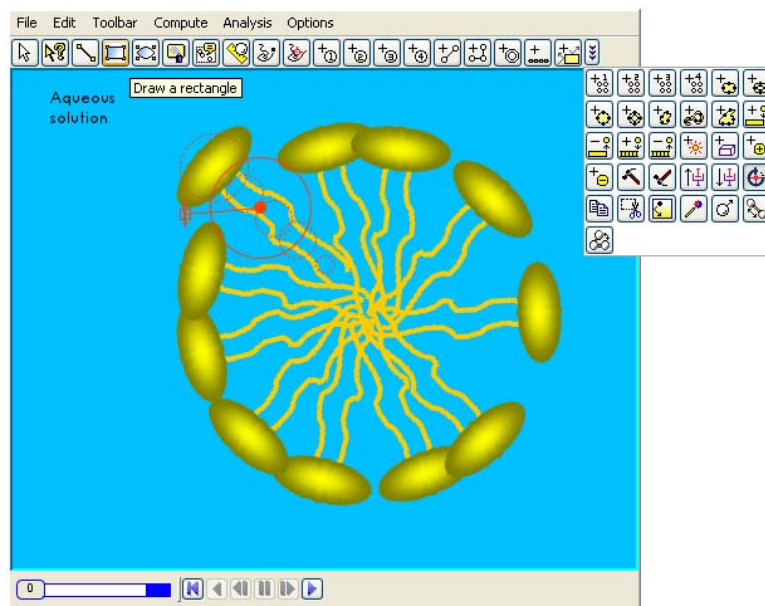 File Edit Toolbar Compute Analysis Options
Draw a rectangle
Aqueous
solution
0